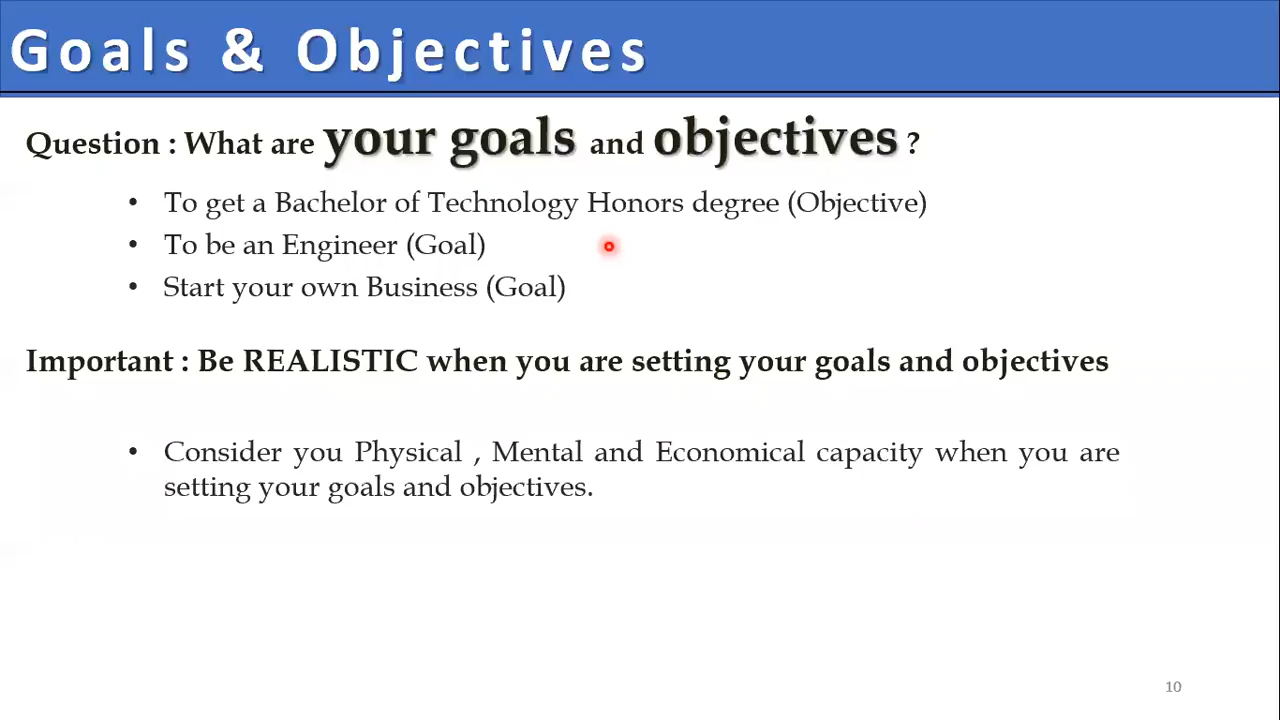 Goals & Objectives
Question : What are your goals and objectives ?
• To get a Bachelor of Technology Honors degree (Objective)
• To be an Engineer (Goal)
• Start your own Business (Goal)
Important : Be REALISTIC when you are setting your goals and objectives
• Consider you Physical , Mental and Economical capacity when you are
setting your goals and objectives.
10